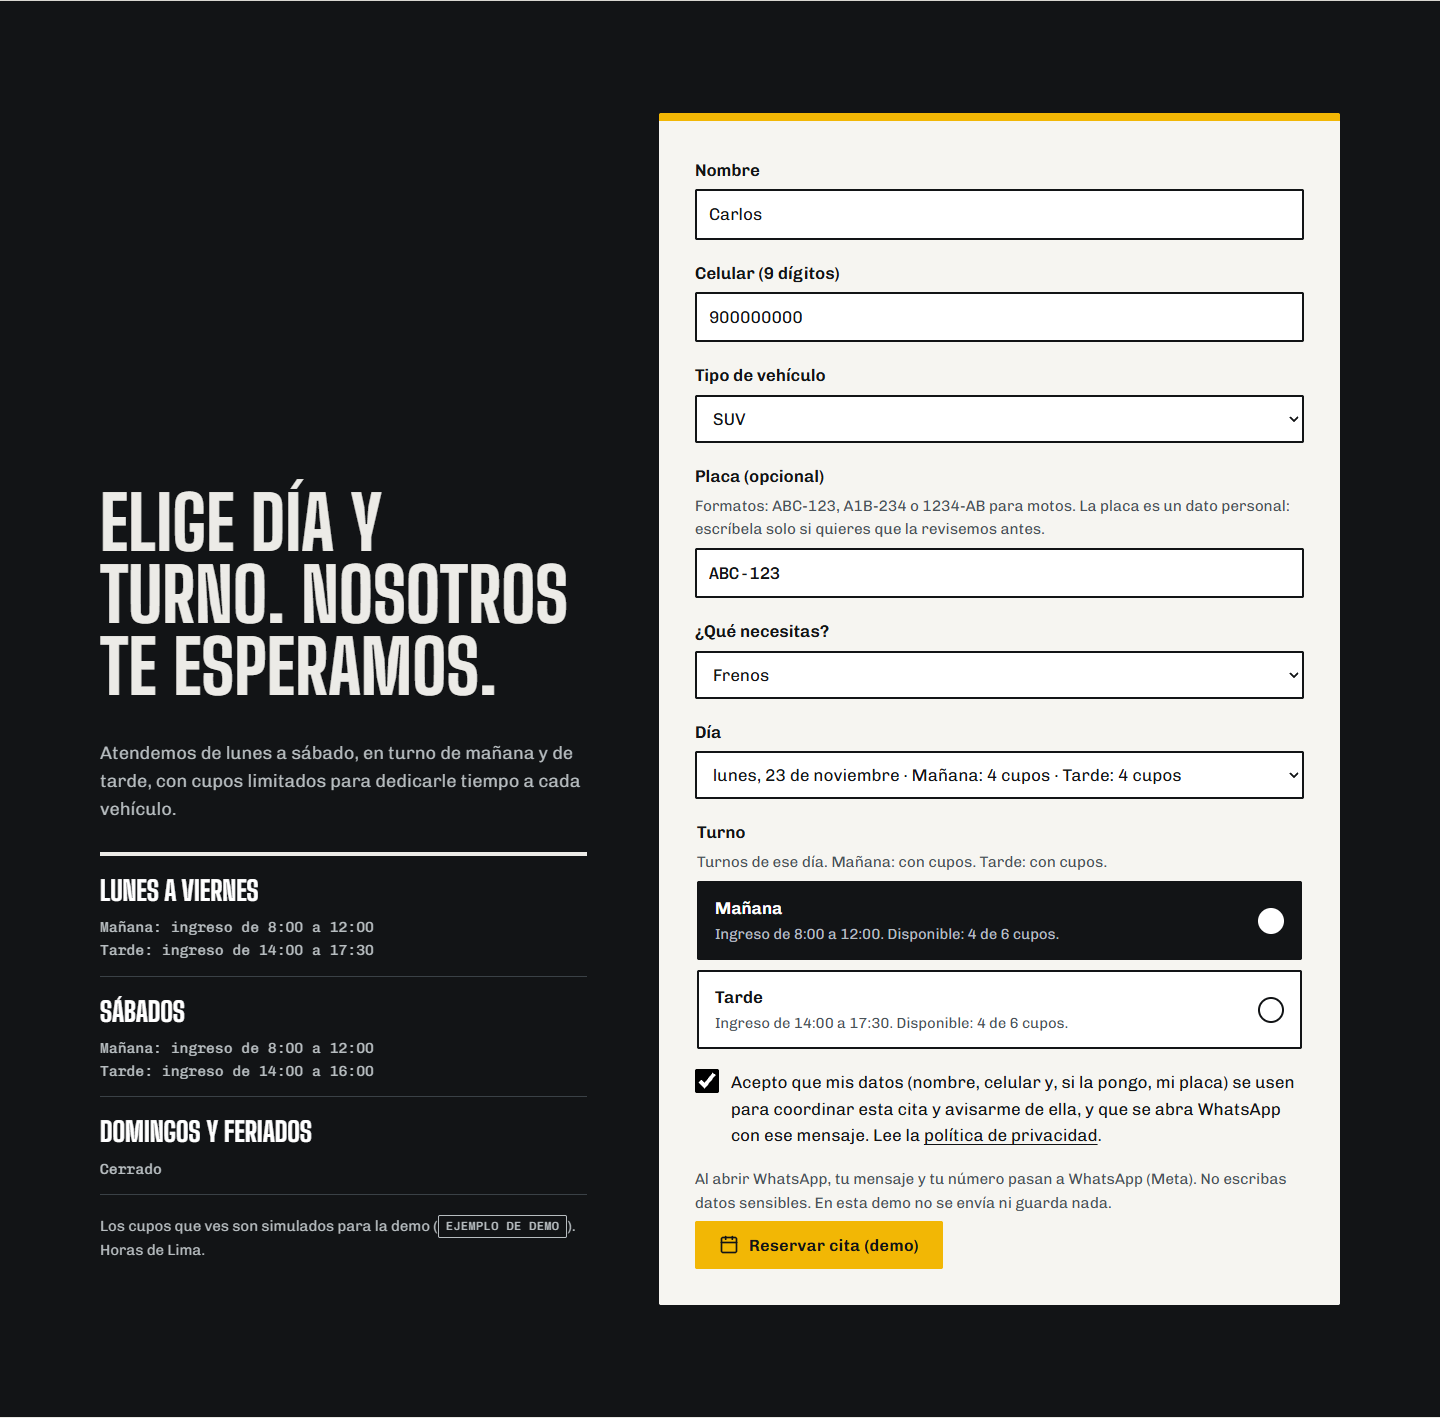 ELIGE DÍA Y
TURNO. NOSOTROS
TE ESPERAMOS.
Atendemos de lunes a sábado, en turno de mañana y de
tarde, con cupos limitados para dedicarle tiempo a cada
vehículo.
LUNES A VIERNES
Mañana: ingreso de 8:00 a 12:00
Tarde: ingreso de 14:00 a 17:30
SÁBADOS
Mañana: ingreso de 8:00 a 12:00
Tarde: ingreso de 14:00 a 16:00
DOMINGOS Y FERIADOS
Cerrado
Los cupos que ves son simulados para la demo (EJEMPLO DE DEMO).
Horas de Lima.
Nombre
Carlos
Celular (9 dígitos)
900000000
Tipo de vehículo
SUV
Placa (opcional)
Formatos: ABC-123, A1B-234 o 1234-AB para motos. La placa es un dato personal:
escríbela solo si quieres que la revisemos antes.
ABC-123
¿Qué necesitas?
Frenos
Día
lunes, 23 de noviembre · Mañana: 4 cupos · Tarde: 4 cupos
Turno
Turnos de ese día. Mañana: con cupos. Tarde: con cupos.
Mañana
Ingreso de 8:00 a 12:00. Disponible: 4 de 6 cupos.
Tarde
Ingreso de 14:00 a 17:30. Disponible: 4 de 6 cupos.
Acepto que mis datos (nombre, celular y, si la pongo, mi placa) se usen
para coordinar esta cita y avisarme de ella, y que se abra WhatsApp
con ese mensaje. Lee la política de privacidad.
Al abrir WhatsApp, tu mensaje y tu número pasan a WhatsApp (Meta). No escribas
datos sensibles. En esta demo no se envía ni guarda nada.
Reservar cita (demo)